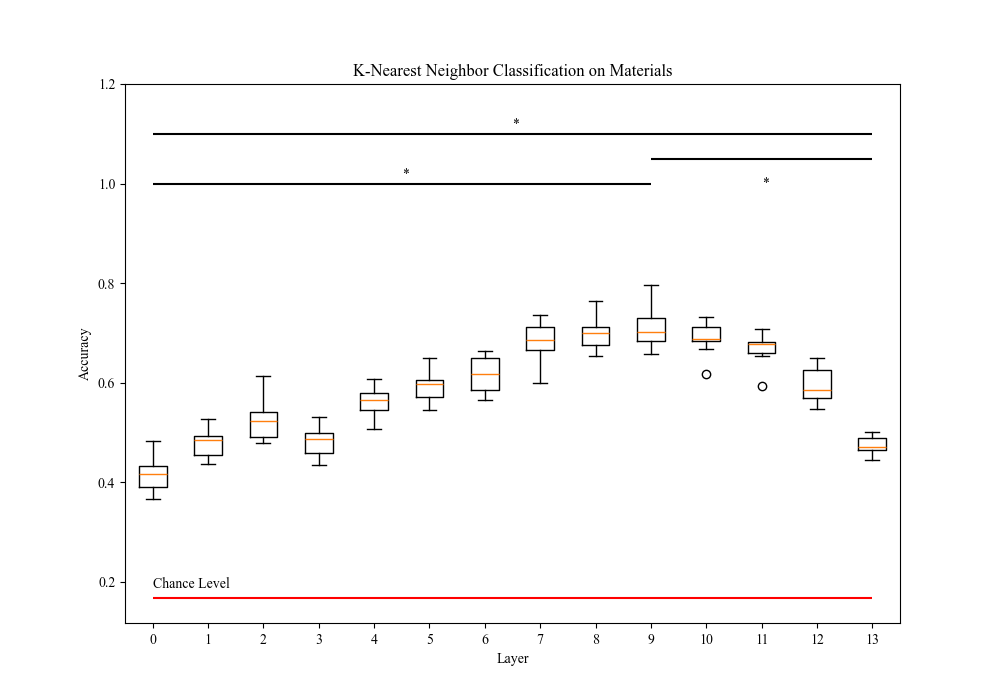 K-Nearest Neighbor Classification on Materials
1.2
*
*
1.0
*
0.8
Accuracy
0.6
0.4
0.2
Chance Level
0 1 2 3 4 5 6 7 8 9 10 11 12 13
Layer